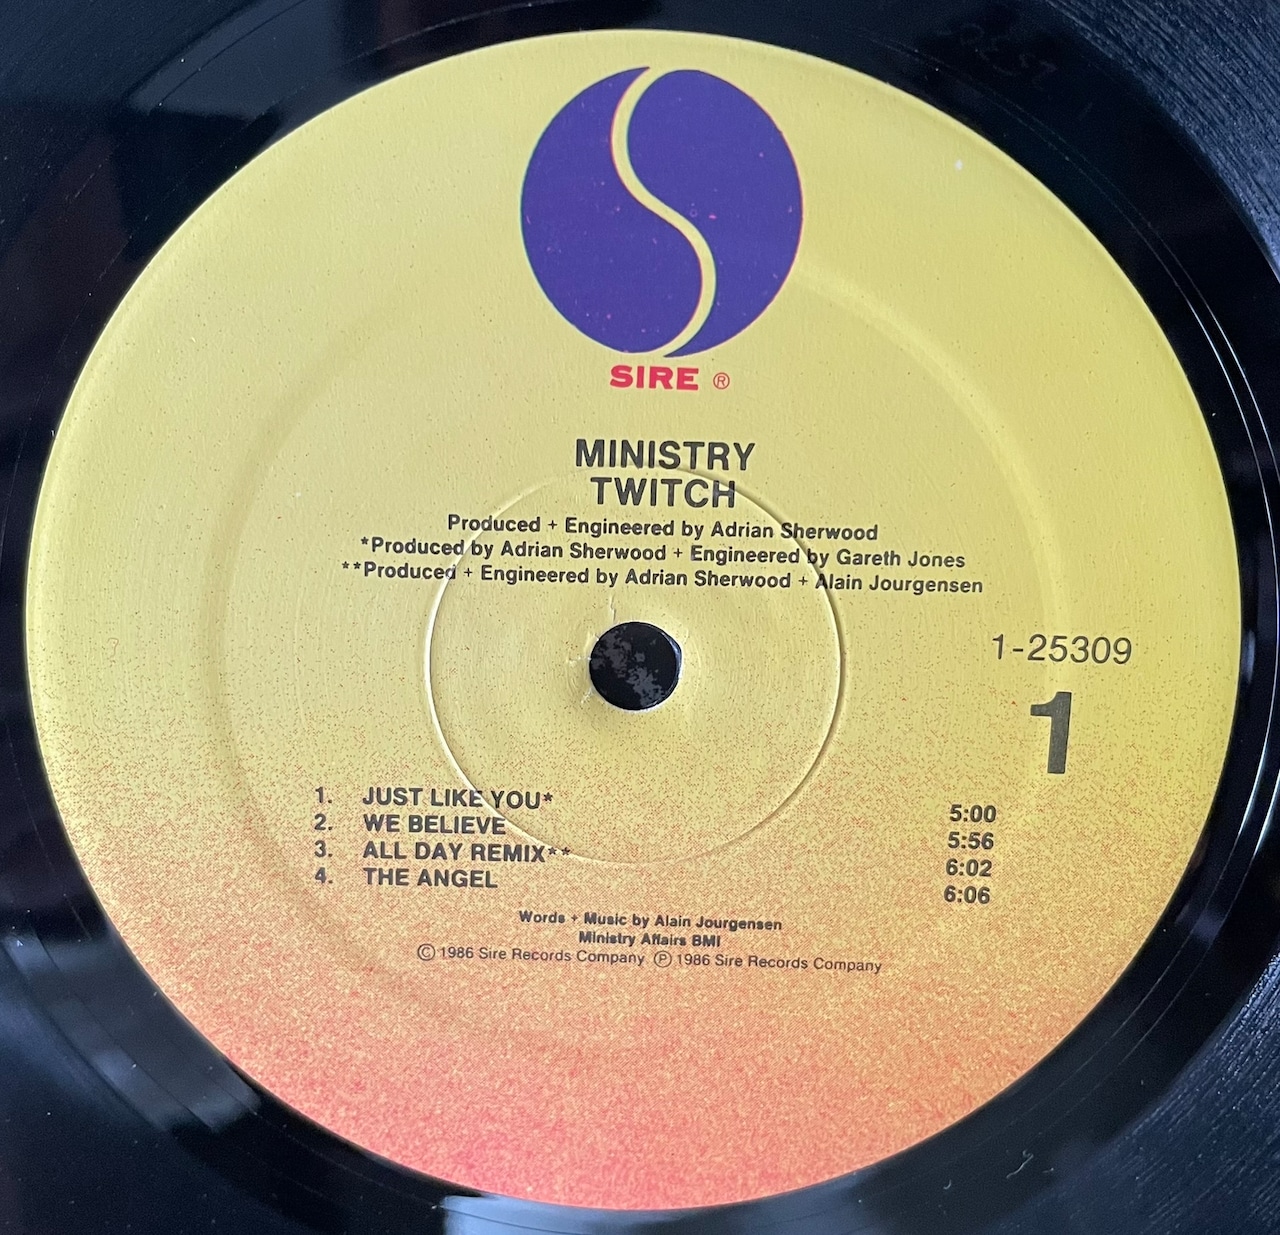 SIRE ®
MINISTRY
TWITCH
Produced + Engineered by Adrian Sherwood
*Produced by Adrian Sherwood + Engineered by Gareth Jones
**Produced + Engineered by Adrian Sherwood + Alain Jourgensen
1-25309
1
1. JUST LIKE YOU* 5:00
2. WE BELIEVE 5:56
3. ALL DAY REMIX** 6:02
4. THE ANGEL 6:06
Words + Music by Alain Jourgensen
Ministry Affairs BMI
© 1986 Sire Records Company ℗ 1986 Sire Records Company